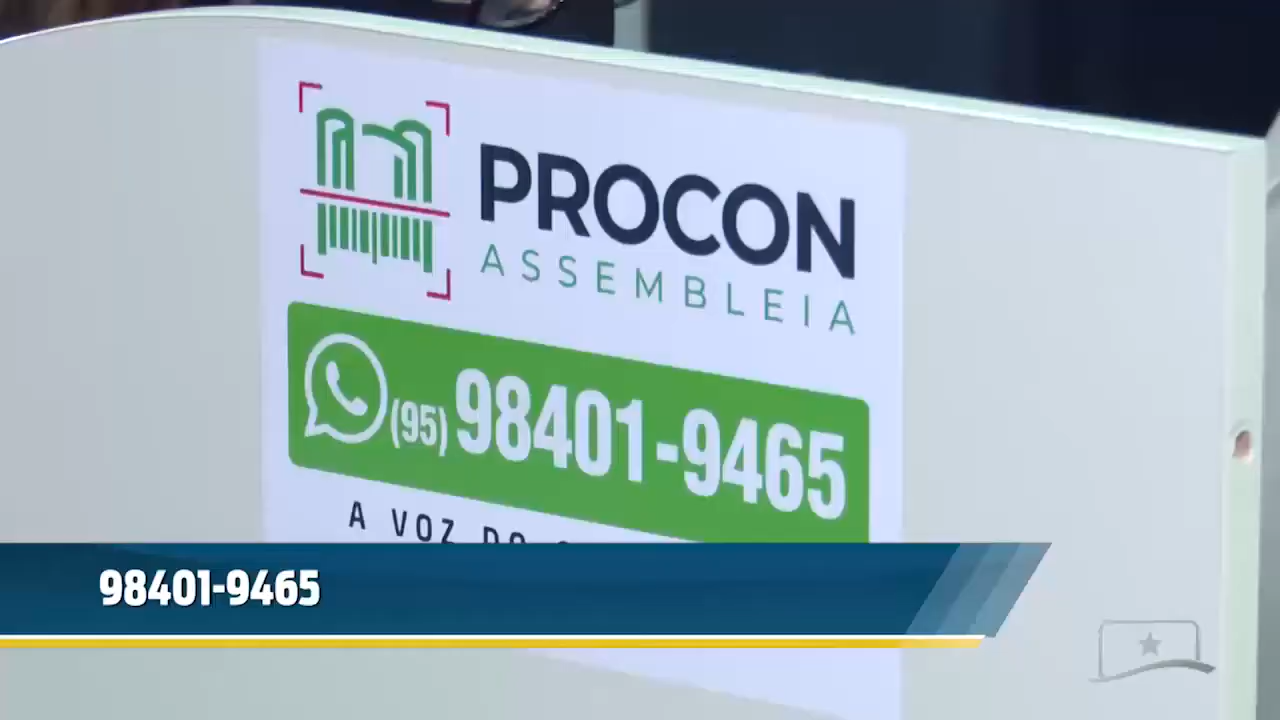 PROCON
ASSEMBLEIA
(95) 98401-9465
A VOZ DO
98401-9465